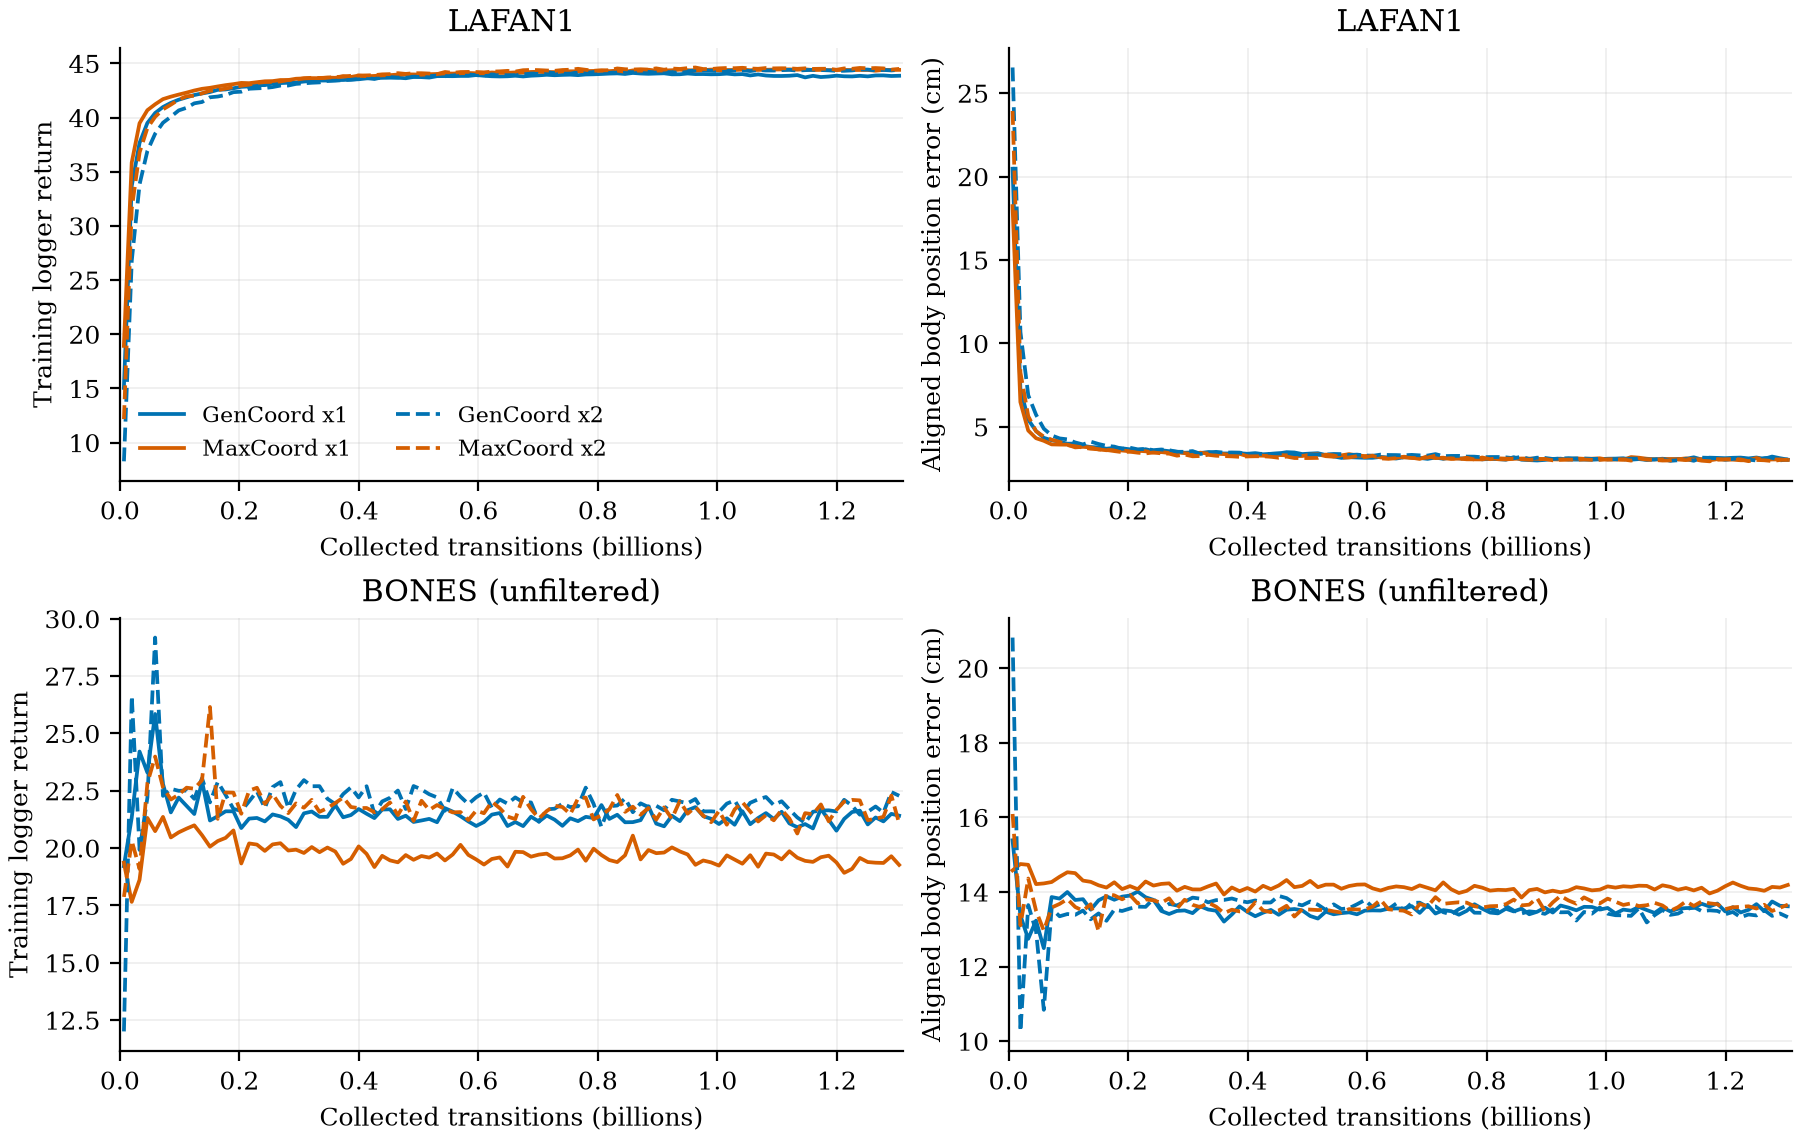 LAFAN1
Training logger return
45
40
35
30
25
20
15
10
GenCoord x1
MaxCoord x1
GenCoord x2
MaxCoord x2
0.0 0.2 0.4 0.6 0.8 1.0 1.2
Collected transitions (billions)
LAFAN1
Aligned body position error (cm)
25
20
15
10
5
0.0 0.2 0.4 0.6 0.8 1.0 1.2
Collected transitions (billions)
BONES (unfiltered)
Training logger return
30.0
27.5
25.0
22.5
20.0
17.5
15.0
12.5
0.0 0.2 0.4 0.6 0.8 1.0 1.2
Collected transitions (billions)
BONES (unfiltered)
Aligned body position error (cm)
20
18
16
14
12
10
0.0 0.2 0.4 0.6 0.8 1.0 1.2
Collected transitions (billions)